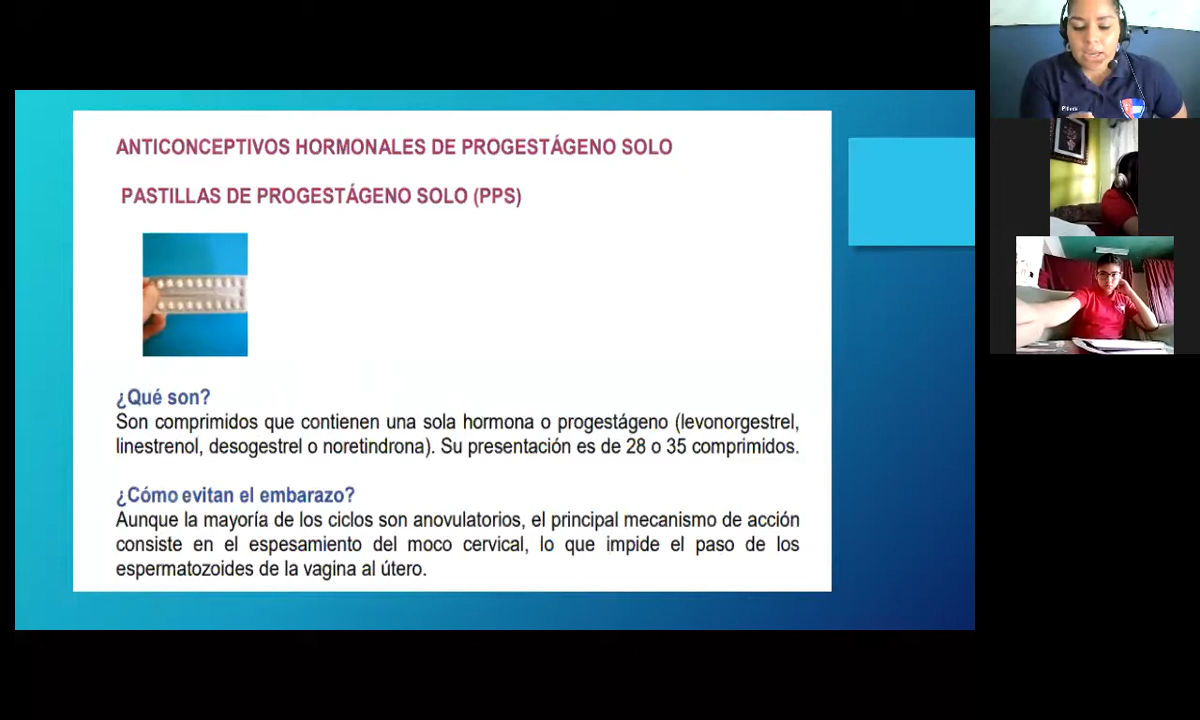 ANTICONCEPTIVOS HORMONALES DE PROGESTÁGENO SOLO
PASTILLAS DE PROGESTÁGENO SOLO (PPS)
¿Qué son?
Son comprimidos que contienen una sola hormona o progestágeno (levonorgestrel,
linestrenol, desogestrel o noretindrona). Su presentación es de 28 o 35 comprimidos.
¿Cómo evitan el embarazo?
Aunque la mayoría de los ciclos son anovulatorios, el principal mecanismo de acción
consiste en el espesamiento del moco cervical, lo que impide el paso de los
espermatozoides de la vagina al útero.